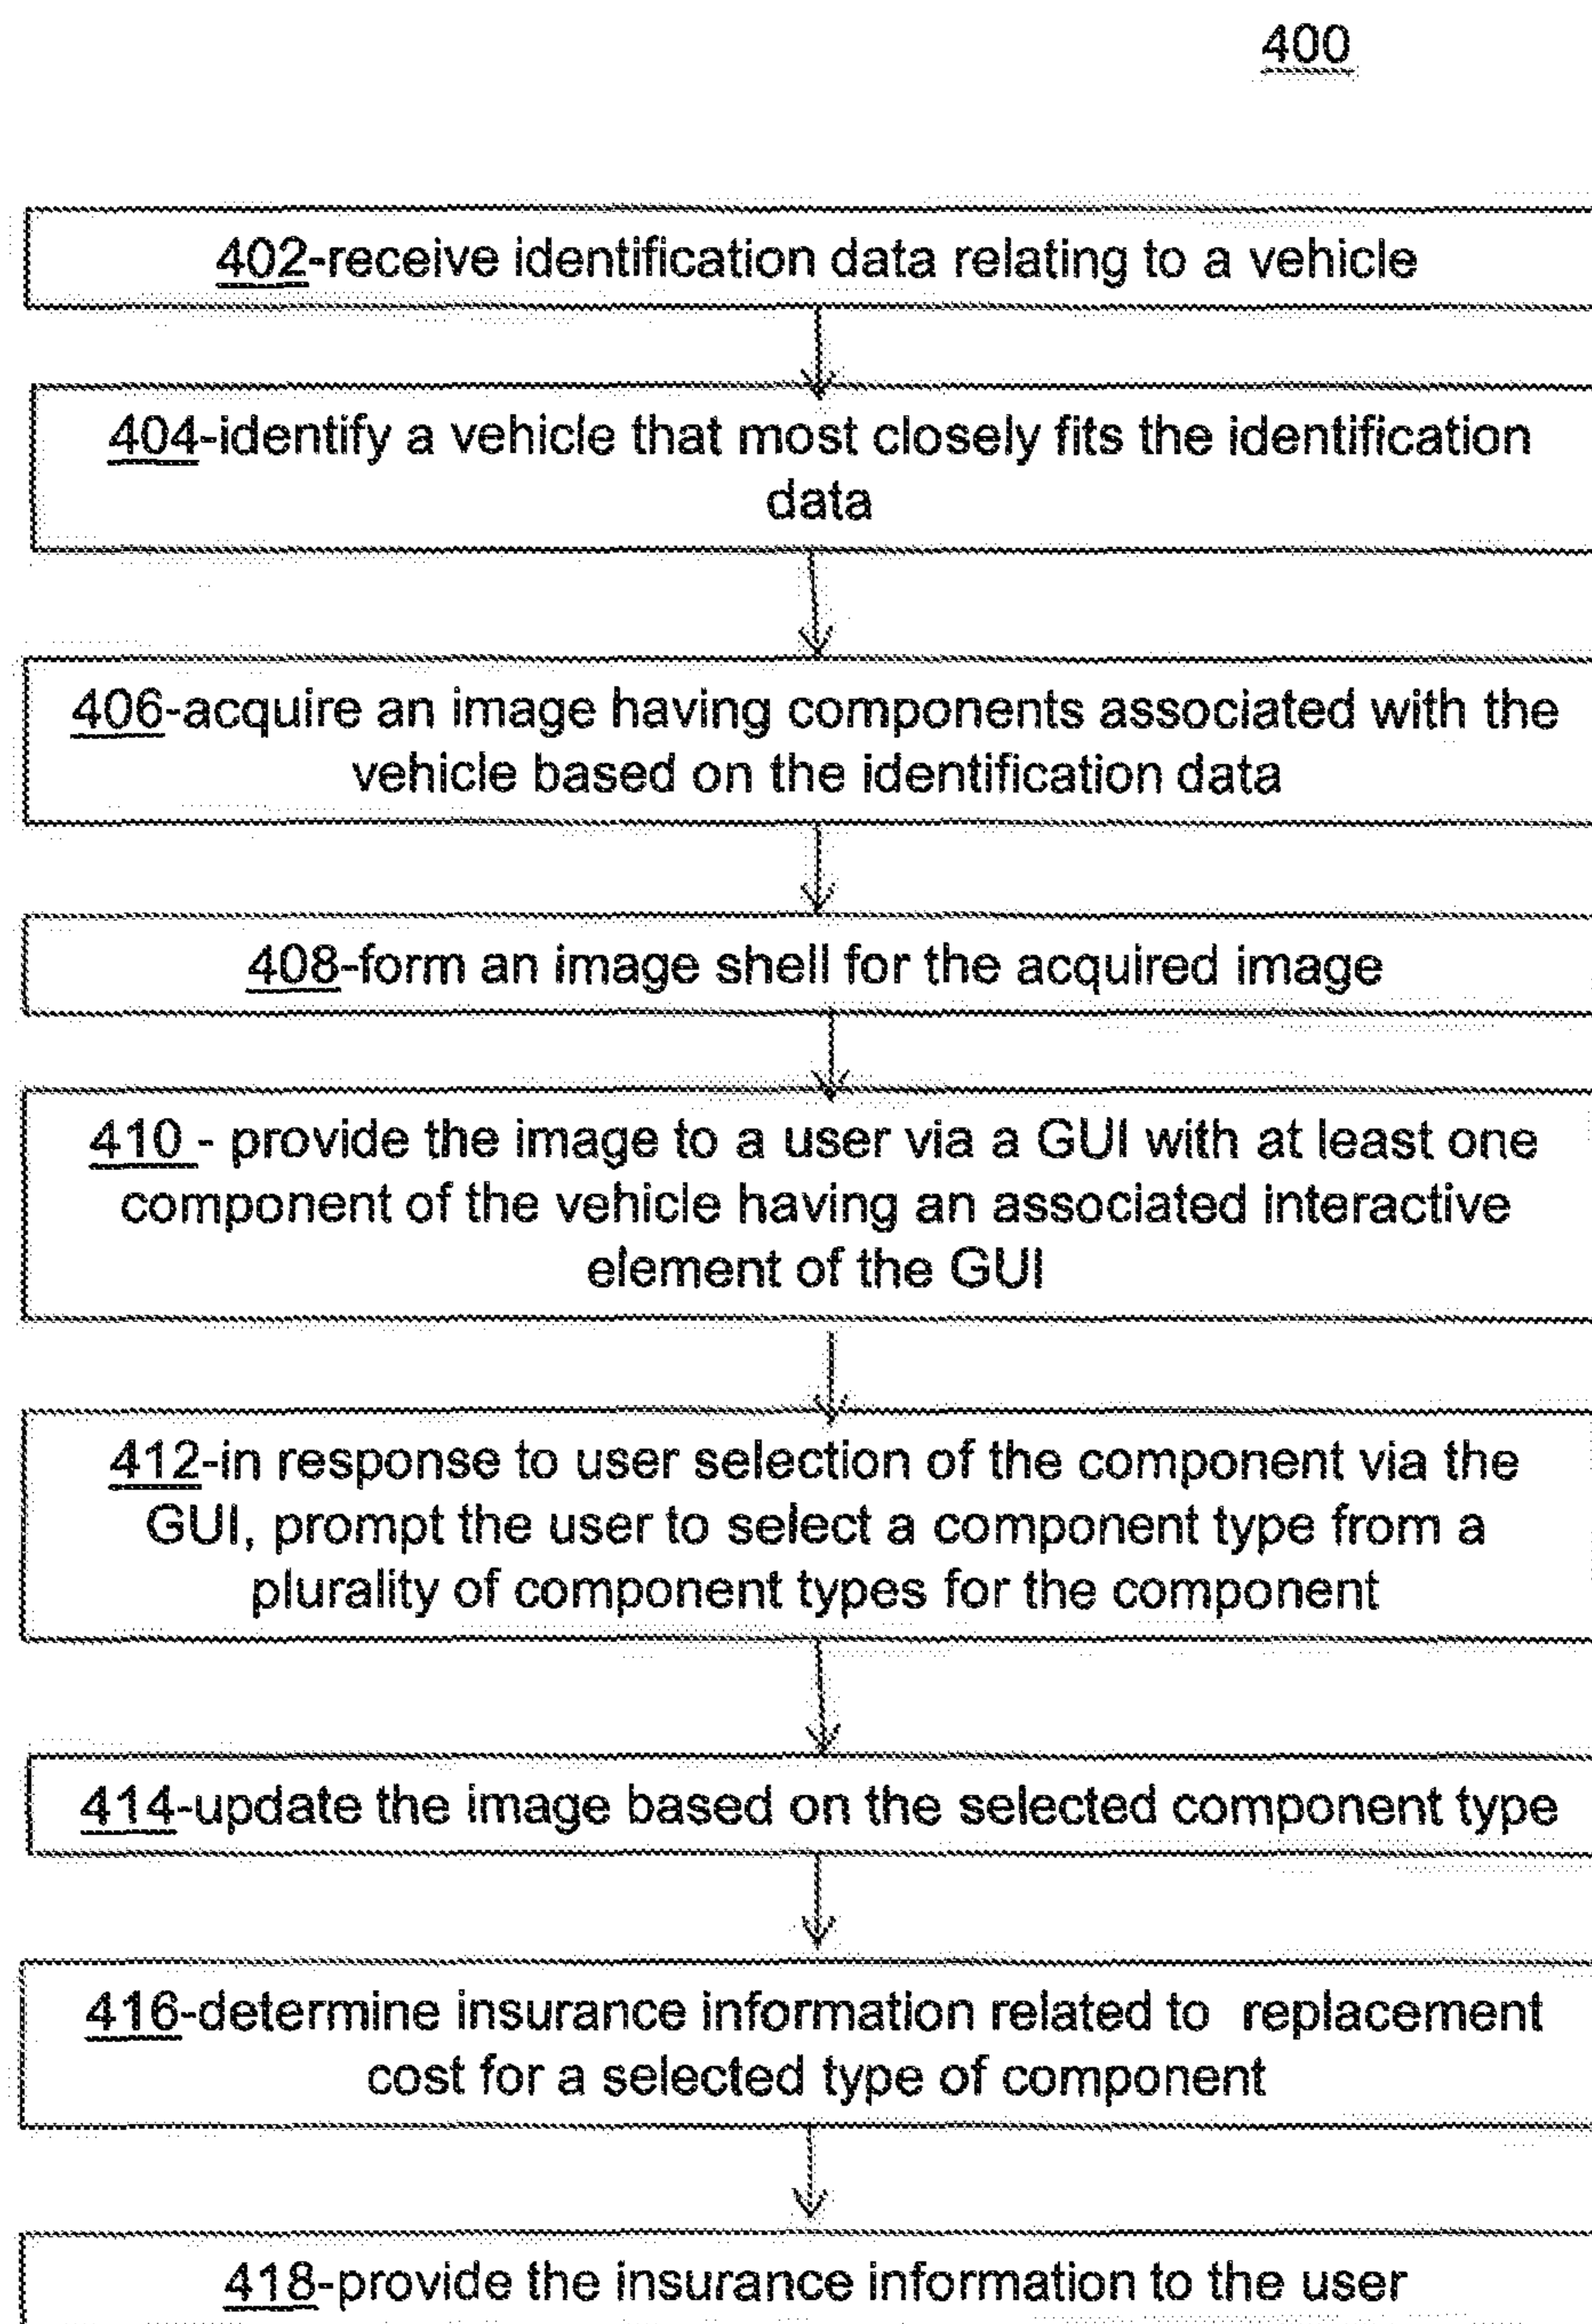 400
402-receive identification data relating to a vehicle
404-identify a vehicle that most closely fits the identification
data
406-acquire an image having components associated with the
vehicle based on the identification data
408-form an image shell for the acquired image
410 - provide the image to a user via a GUI with at least one
component of the vehicle having an associated interactive
element of the GUI
412-in response to user selection of the component via the
GUI, prompt the user to select a component type from a
plurality of component types for the component
414-update the image based on the selected component type
416-determine insurance information related to replacement
cost for a selected type of component
418-provide the insurance information to the user